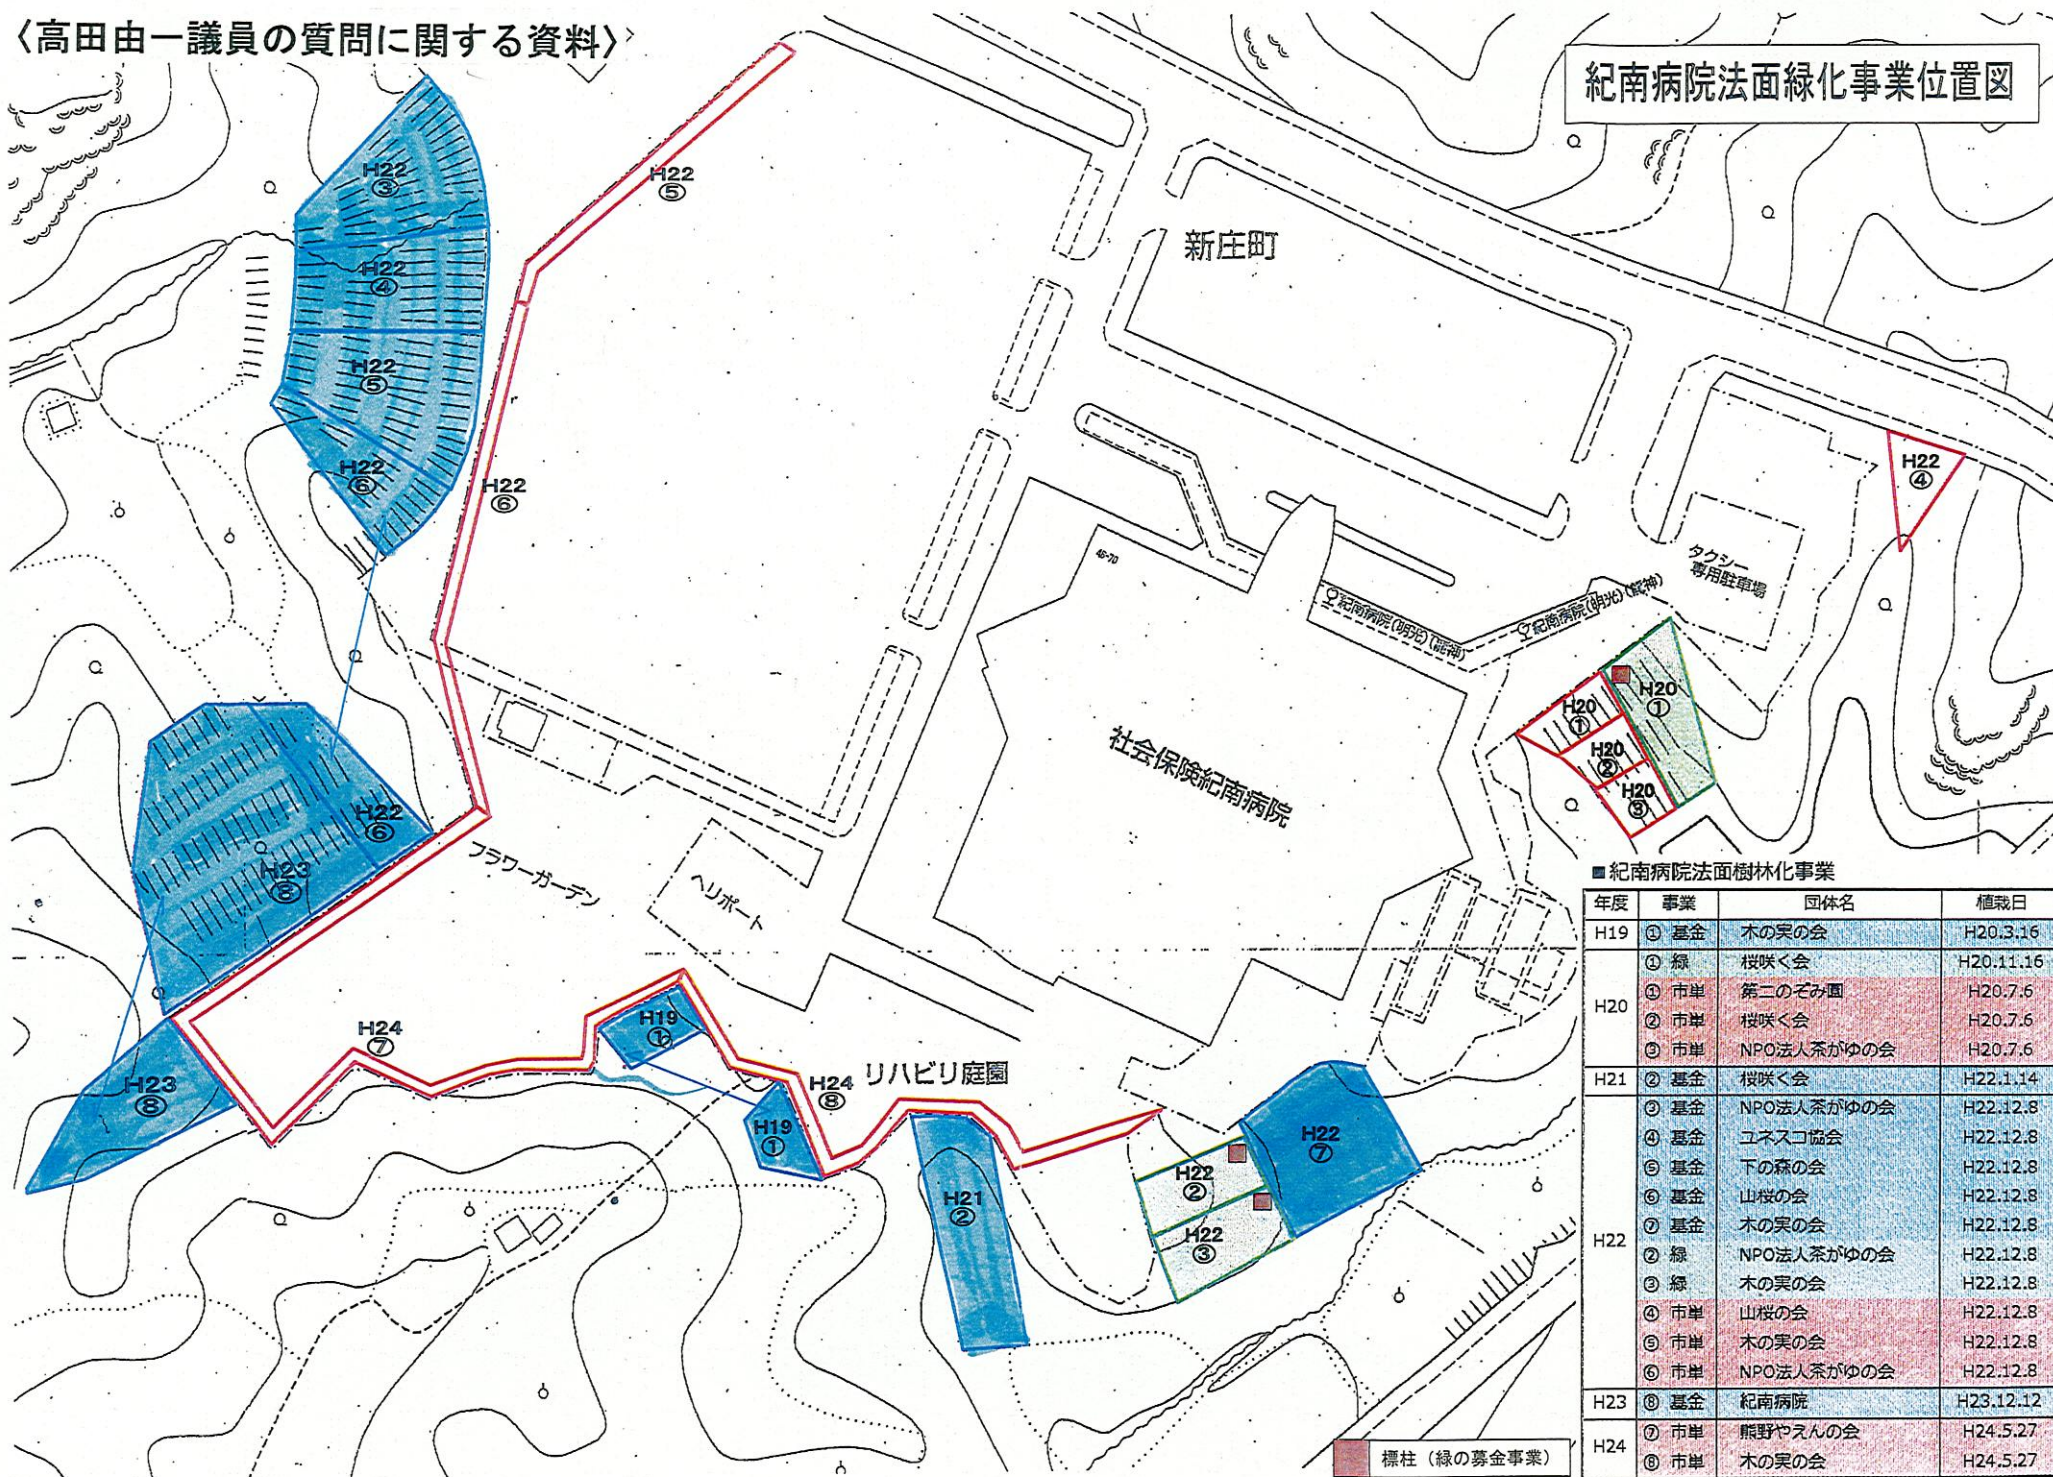 〈高田由一議員の質問に関する資料〉
紀南病院法面緑化事業位置図
H22
③
H22
⑤
新庄町
H22
④
H22
⑤
H22
④
H22
⑥
H22
⑥
46-70
タクシー
専用駐車場
紀南病院(明光)(龍神)
紀南病院(明光)(龍神)
H20
①
H20
①
H20
②
H20
③
社会保険紀南病院
H22
⑥
フラワーガーデン
ヘリポート
H23
⑧
H24
⑦
H19
①
リハビリ庭園
H23
⑧
H24
⑧
H19
①
H22
⑦
H22
②
H21
②
H22
③
■紀南病院法面樹林化事業
年度 事業 団体名 植栽日
H19 ① 基金 木の実の会 H20.3.16
H20 ① 緑 桜咲く会 H20.11.16
① 市単 第二のぞみ園 H20.7.6
② 市単 桜咲く会 H20.7.6
③ 市単 NPO法人茶がゆの会 H20.7.6
H21 ② 基金 桜咲く会 H22.1.14
H22 ③ 基金 NPO法人茶がゆの会 H22.12.8
④ 基金 ユネスコ協会 H22.12.8
⑤ 基金 下の森の会 H22.12.8
⑥ 基金 山桜の会 H22.12.8
⑦ 基金 木の実の会 H22.12.8
② 緑 NPO法人茶がゆの会 H22.12.8
③ 緑 木の実の会 H22.12.8
④ 市単 山桜の会 H22.12.8
⑤ 市単 木の実の会 H22.12.8
⑥ 市単 NPO法人茶がゆの会 H22.12.8
H23 ⑧ 基金 紀南病院 H23.12.12
H24 ⑦ 市単 熊野やえんの会 H24.5.27
⑧ 市単 木の実の会 H24.5.27
標柱（緑の募金事業）